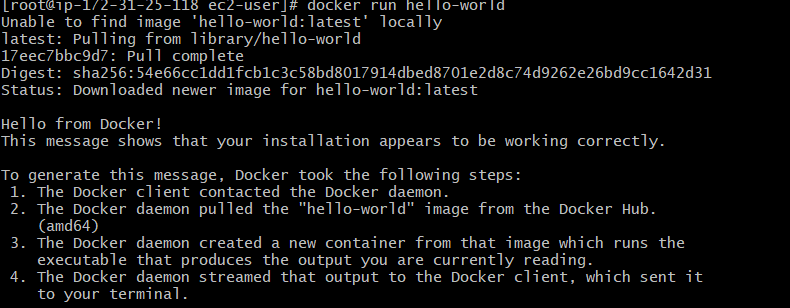 [root@ip-172-31-25-118 ec2-user]# docker run hello-world
Unable to find image 'hello-world:latest' locally
latest: Pulling from library/hello-world
17eec7bbc9d7: Pull complete
Digest: sha256:54e66cc1dd1fcb1c3c58bd8017914dbed8701e2d8c74d9262e26bd9cc1642d31
Status: Downloaded newer image for hello-world:latest

Hello from Docker!
This message shows that your installation appears to be working correctly.

To generate this message, Docker took the following steps:
 1. The Docker client contacted the Docker daemon.
 2. The Docker daemon pulled the "hello-world" image from the Docker Hub.
    (amd64)
 3. The Docker daemon created a new container from that image which runs the
    executable that produces the output you are currently reading.
 4. The Docker daemon streamed that output to the Docker client, which sent it
    to your terminal.